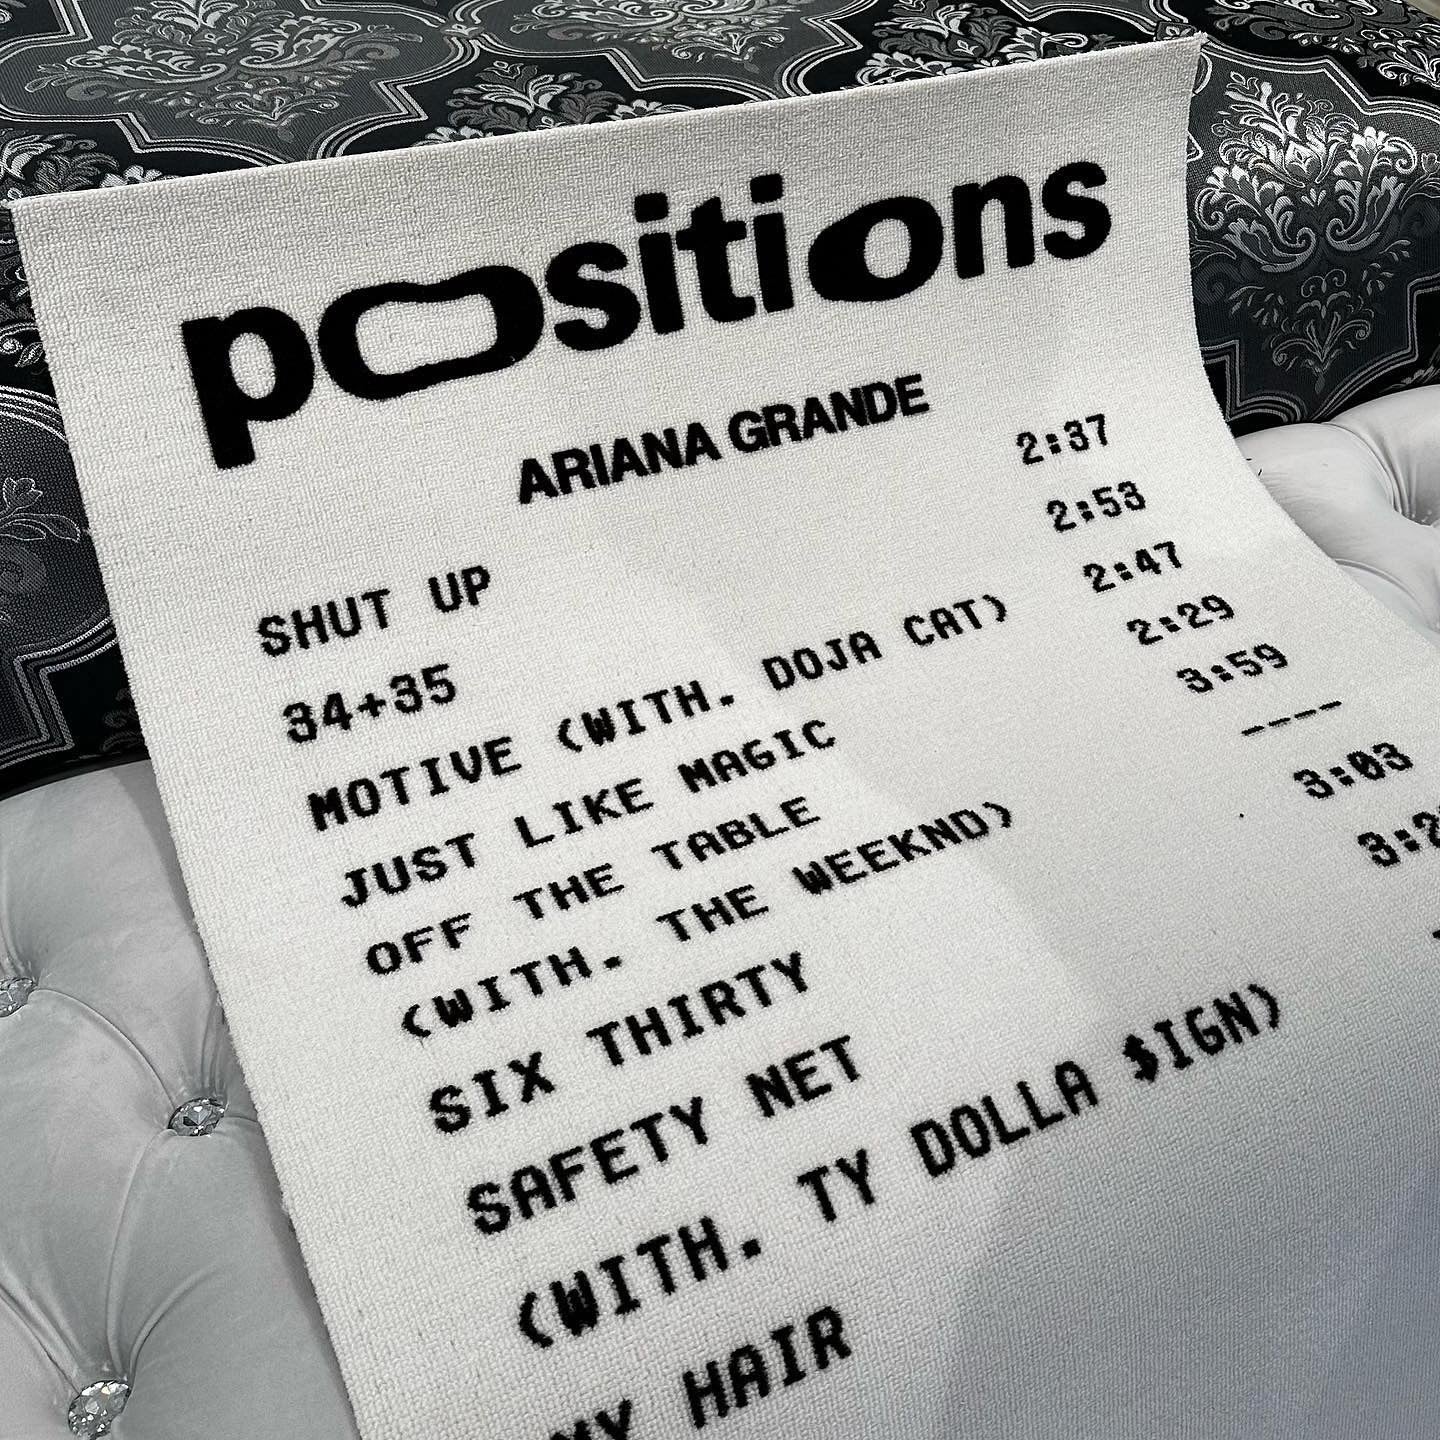 positions
ARIANA GRANDE
SHUT UP 2:37
34+35 2:53
MOTIVE (WITH. DOJA CAT) 2:47
JUST LIKE MAGIC 2:29
OFF THE TABLE 3:59
(WITH. THE WEEKND) ----
SIX THIRTY 3:03
SAFETY NET
(WITH. TY DOLLA $IGN)
HAIR